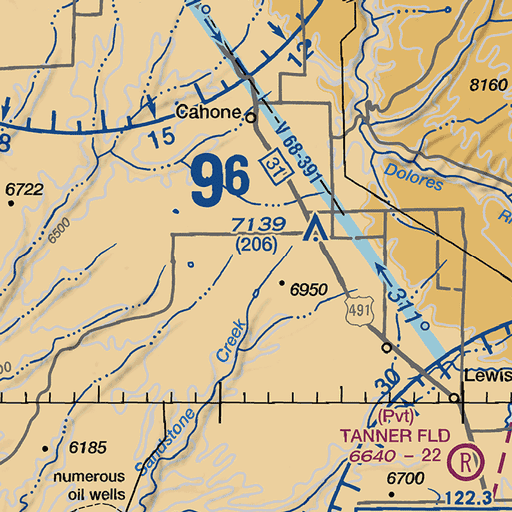 12
8160
Cahone
15
8
V 68-391
31
96
Dolores
6722
7139
(206)
6500
6950
311
491
Creek
30
Lewis
(Pvt)
TANNER FLD
6640 - 22
R
Sandstone
6185
numerous
oil wells
6700
122.3